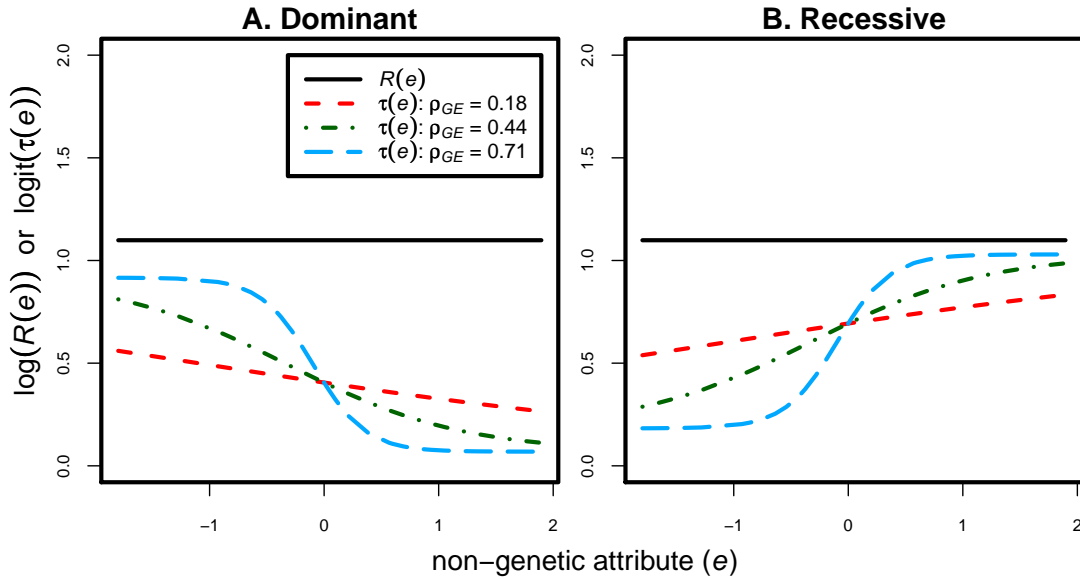 A. Dominant
B. Recessive
log(R(e)) or logit(τ(e))
2.0
1.5
1.0
0.5
0.0
R(e)
τ(e): ρGE = 0.18
τ(e): ρGE = 0.44
τ(e): ρGE = 0.71
−1 0 1 2
2.0
1.5
1.0
0.5
0.0
−1 0 1 2
non−genetic attribute (e)